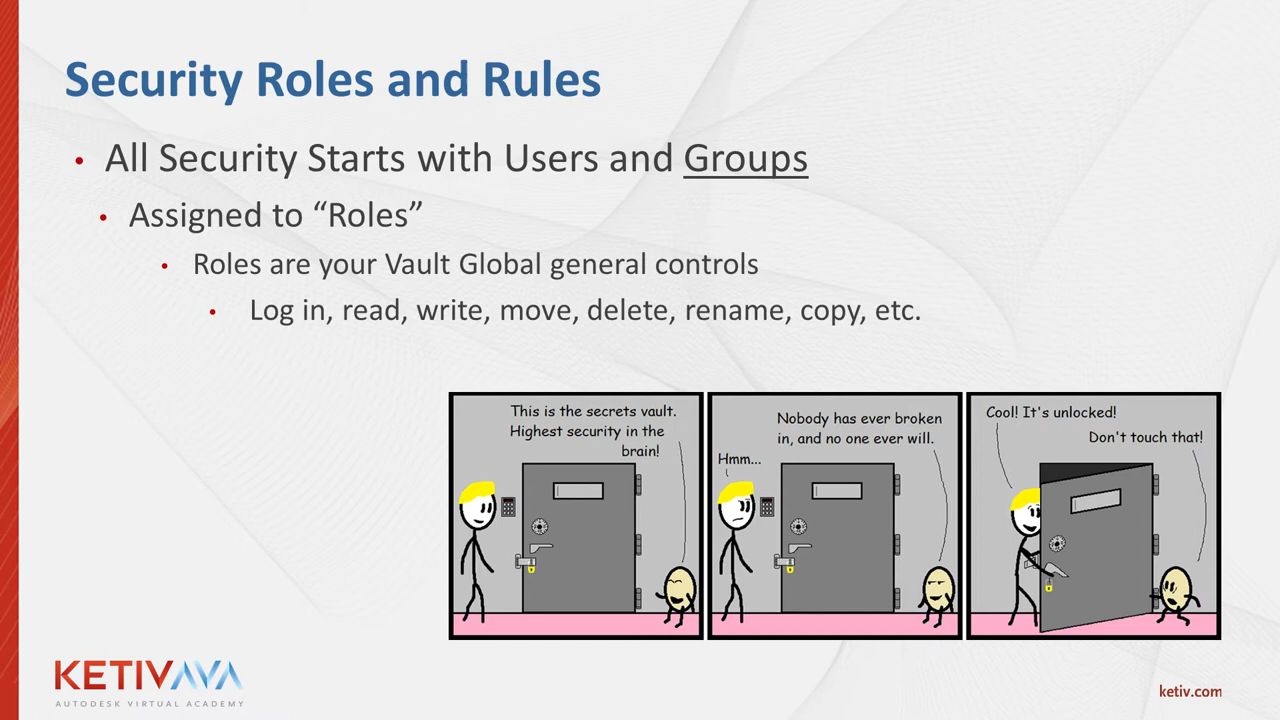 Security Roles and Rules
• All Security Starts with Users and Groups
• Assigned to “Roles”
• Roles are your Vault Global general controls
• Log in, read, write, move, delete, rename, copy, etc.
This is the secrets vault.
Highest security in the
brain!
Hmm...
Nobody has ever broken
in, and no one ever will.
Cool! It's unlocked!
Don't touch that!
KETIVAVA
AUTODESK VIRTUAL ACADEMY
ketiv.com